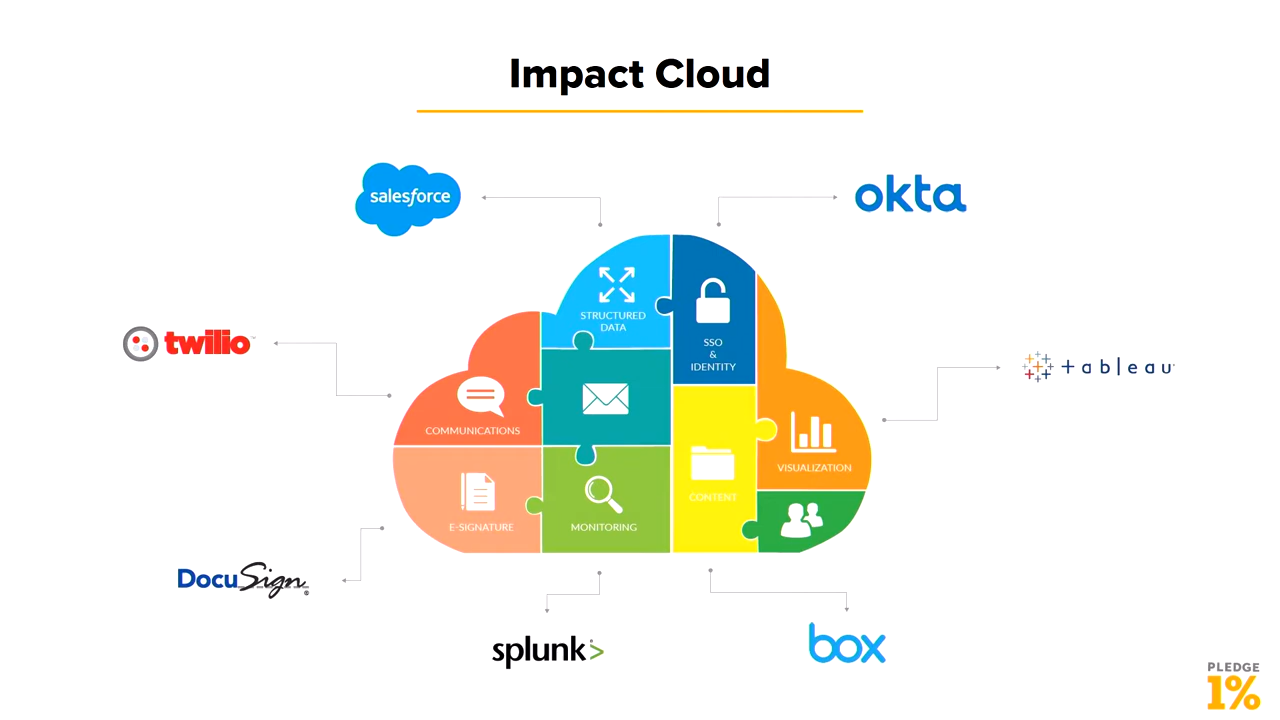 Impact Cloud
salesforce
okta
STRUCTURED
DATA
SSO
&
IDENTITY
twilio
tableau
COMMUNICATIONS
VISUALIZATION
CONTENT
E-SIGNATURE
MONITORING
DocuSign
splunk>
box
PLEDGE
1%